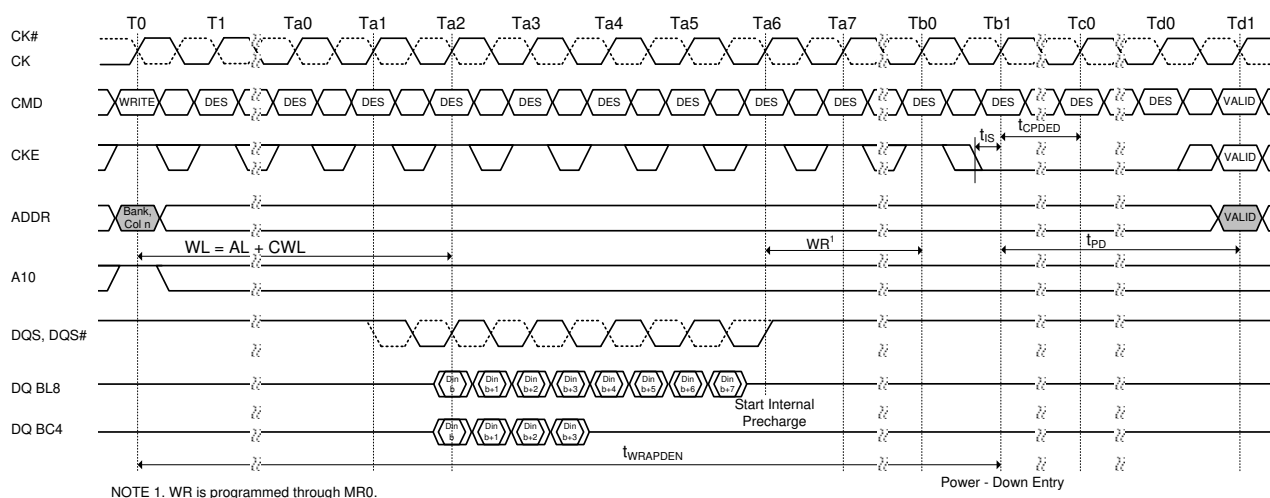 T0 T1 Ta0 Ta1 Ta2 Ta3 Ta4 Ta5 Ta6 Ta7 Tb0 Tb1 Tc0 Td0 Td1
CK#
CK
CMD WRITE DES DES DES DES DES DES DES DES DES DES DES DES DES VALID
tIS tCPDED
CKE VALID
ADDR Bank, Col n VALID
WL = AL + CWL WR1 tPD
A10
DQS, DQS#
DQ BL8 Din b Din b+1 Din b+2 Din b+3 Din b+4 Din b+5 Din b+6 Din b+7
Start Internal
Precharge
DQ BC4 Din b Din b+1 Din b+2 Din b+3
tWRAPDEN
Power - Down Entry
NOTE 1. WR is programmed through MR0.